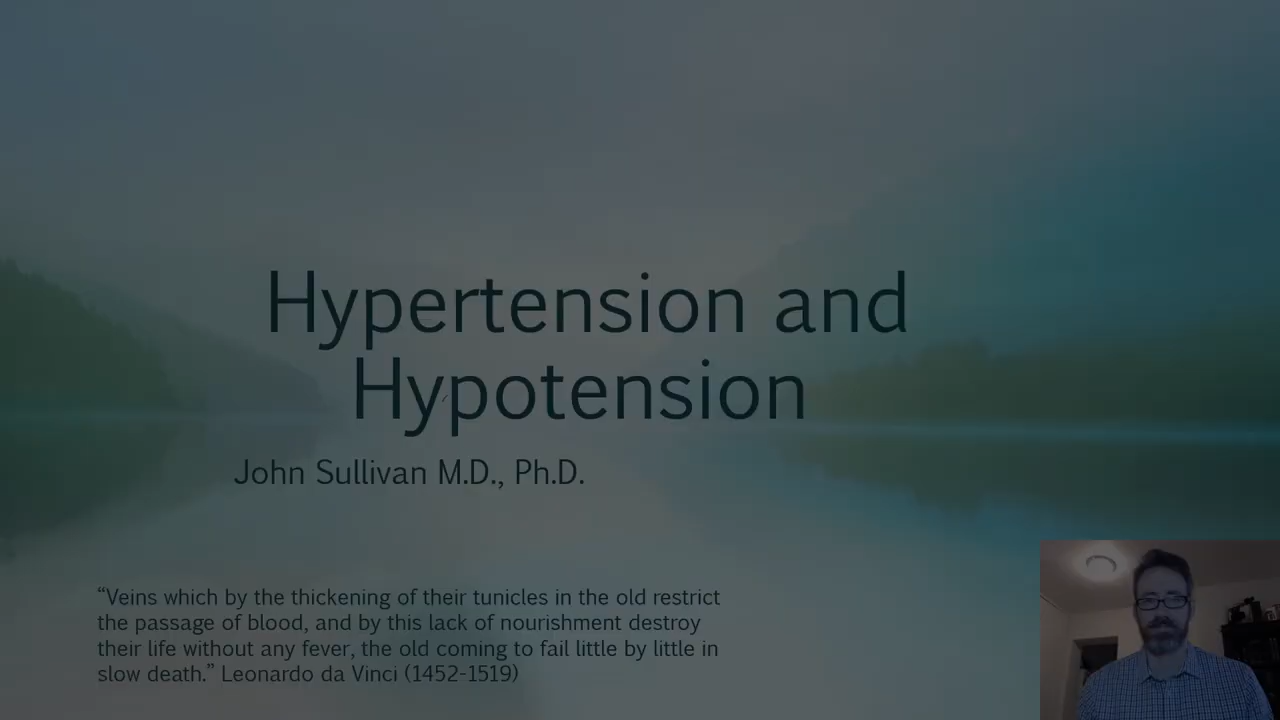 Hypertension and
Hypotension
John Sullivan M.D., Ph.D.
“Veins which by the thickening of their tunicles in the old restrict
the passage of blood, and by this lack of nourishment destroy
their life without any fever, the old coming to fail little by little in
slow death.” Leonardo da Vinci (1452-1519)